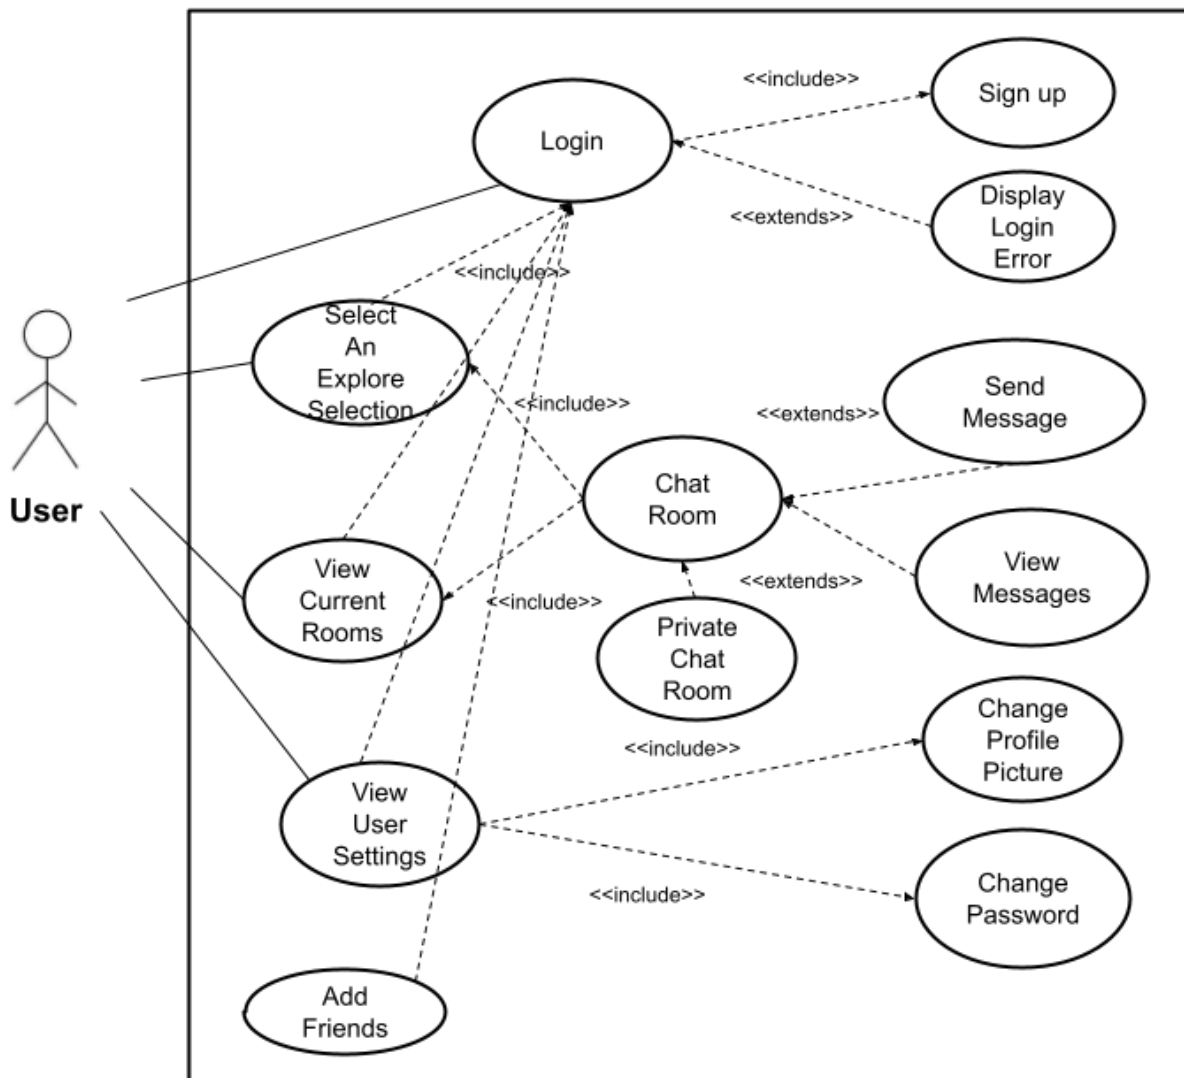 <<include>>
Sign up
Login
Display
Login
Error
<<extends>>
<<include>>
Select
An
Explore
Selection
<<include>>
Send
Message
<<extends>>
User
Chat
Room
View
Current
Rooms
<<include>>
<<extends>>
View
Messages
Private
Chat
Room
Change
Profile
Picture
<<include>>
View
User
Settings
<<include>>
Change
Password
Add
Friends